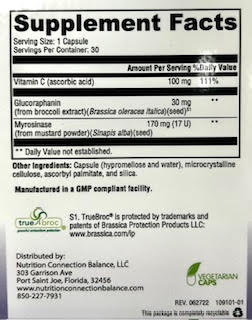 Supplement Facts
Serving Size: 1 Capsule
Servings Per Container: 30
Amount Per Serving %Daily Value
Vitamin C (ascorbic acid) 100 mg 111%
Glucoraphanin 30 mg **
(from broccoli extract)(Brassica oleracea italica)(seed)S1
Myrosinase 170 mg (17 U) **
(from mustard powder)(Sinapis alba)(seed)
** Daily Value not established.
Other Ingredients: Capsule (hypromellose and water), microcrystalline
cellulose, ascorbyl palmitate, and silica.
Manufactured in a GMP compliant facility.
true broc®
S1. TrueBroc® is protected by trademarks and
patents of Brassica Protection Products LLC:
www.brassica.com/ip
Distributed by:
Nutrition Connection Balance, LLC
303 Garrison Ave
Port Saint Joe, Florida, 32456
www.nutritionconnectionbalance.com
850-227-7931
VEGETARIAN
CAPS
REV. 062722 109101-01
This package is completely recyclable